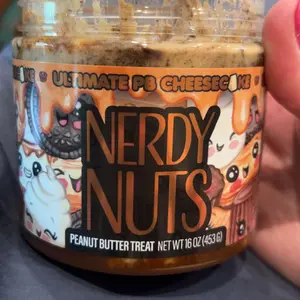 ULTIMATE PB CHEESECAKE
NERDY
NUTS
PEANUT BUTTER TREAT NET WT 16 OZ (453 G)